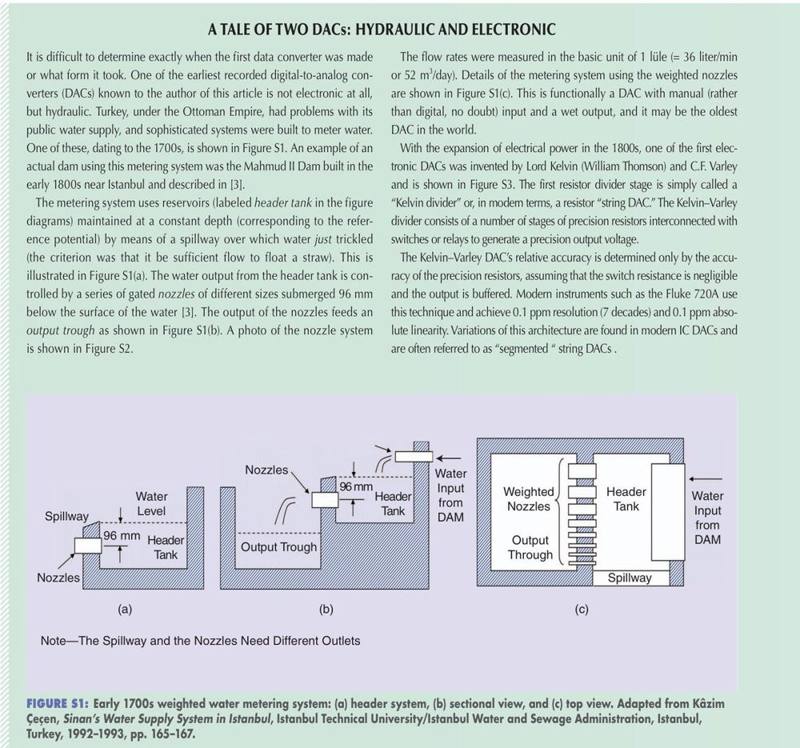 A TALE OF TWO DACs: HYDRAULIC AND ELECTRONIC
It is difficult to determine exactly when the first data converter was made
or what form it took. One of the earliest recorded digital-to-analog con-
verters (DACs) known to the author of this article is not electronic at all,
but hydraulic. Turkey, under the Ottoman Empire, had problems with its
public water supply, and sophisticated systems were built to meter water.
One of these, dating to the 1700s, is shown in Figure S1. An example of an
actual dam using this metering system was the Mahmud II Dam built in the
early 1800s near Istanbul and described in [3].
The metering system uses reservoirs (labeled header tank in the figure
diagrams) maintained at a constant depth (corresponding to the refer-
ence potential) by means of a spillway over which water just trickled
(the criterion was that it be sufficient flow to float a straw). This is
illustrated in Figure S1(a). The water output from the header tank is con-
trolled by a series of gated nozzles of different sizes submerged 96 mm
below the surface of the water [3]. The output of the nozzles feeds an
output trough as shown in Figure S1(b). A photo of the nozzle system
is shown in Figure S2.
The flow rates were measured in the basic unit of 1 lüle (= 36 liter/min
or 52 m³/day). Details of the metering system using the weighted nozzles
are shown in Figure S1(c). This is functionally a DAC with manual (rather
than digital, no doubt) input and a wet output, and it may be the oldest
DAC in the world.
With the expansion of electrical power in the 1800s, one of the first elec-
tronic DACs was invented by Lord Kelvin (William Thomson) and C.F. Varley
and is shown in Figure S3. The first resistor divider stage is simply called a
"Kelvin divider" or, in modern terms, a resistor "string DAC." The Kelvin–Varley
divider consists of a number of stages of precision resistors interconnected with
switches or relays to generate a precision output voltage.
The Kelvin–Varley DAC's relative accuracy is determined only by the accu-
racy of the precision resistors, assuming that the switch resistance is negligible
and the output is buffered. Modern instruments such as the Fluke 720A use
this technique and achieve 0.1 ppm resolution (7 decades) and 0.1 ppm abso-
lute linearity. Variations of this architecture are found in modern IC DACs and
are often referred to as "segmented " string DACs .
Spillway
Water
Level
96 mm
Header
Tank
Nozzles
(a)
Nozzles
96 mm
Header
Tank
Output Trough
Water
Input
from
DAM
(b)
Weighted
Nozzles
Header
Tank
Output
Through
Spillway
Water
Input
from
DAM
(c)
Note—The Spillway and the Nozzles Need Different Outlets
FIGURE S1: Early 1700s weighted water metering system: (a) header system, (b) sectional view, and (c) top view. Adapted from Kâzim
Çeçen, Sinan's Water Supply System in Istanbul, Istanbul Technical University/Istanbul Water and Sewage Administration, Istanbul,
Turkey, 1992–1993, pp. 165–167.